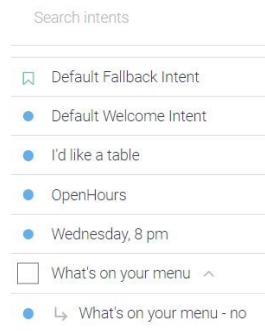 Search intents
Default Fallback Intent
Default Welcome Intent
I'd like a table
OpenHours
Wednesday, 8 pm
What's on your menu
What's on your menu - no